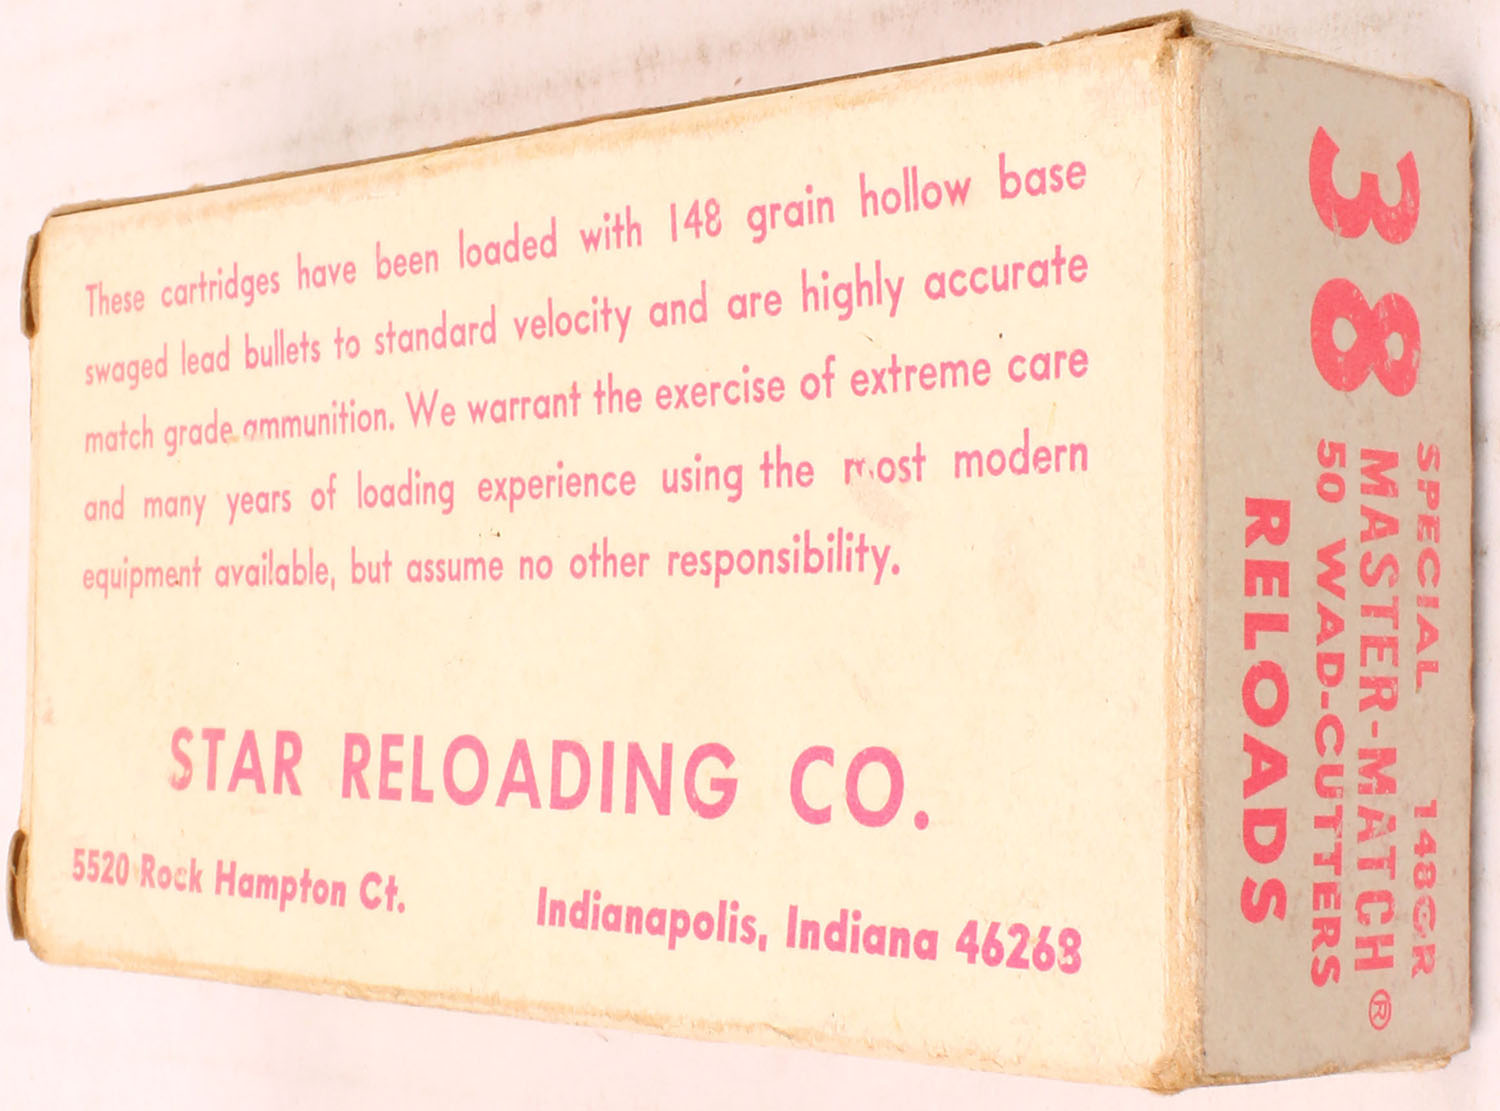 These cartridges have been loaded with 148 grain hollow base
swaged lead bullets to standard velocity and are highly accurate
match grade ammunition. We warrant the exercise of extreme care
and many years of loading experience using the most modern
equipment available, but assume no other responsibility.
STAR RELOADING CO.
5520 Rock Hampton Ct.
Indianapolis, Indiana 46268
38
SPECIAL 148GR
MASTER-MATCH®
50 WAD-CUTTERS
RELOADS